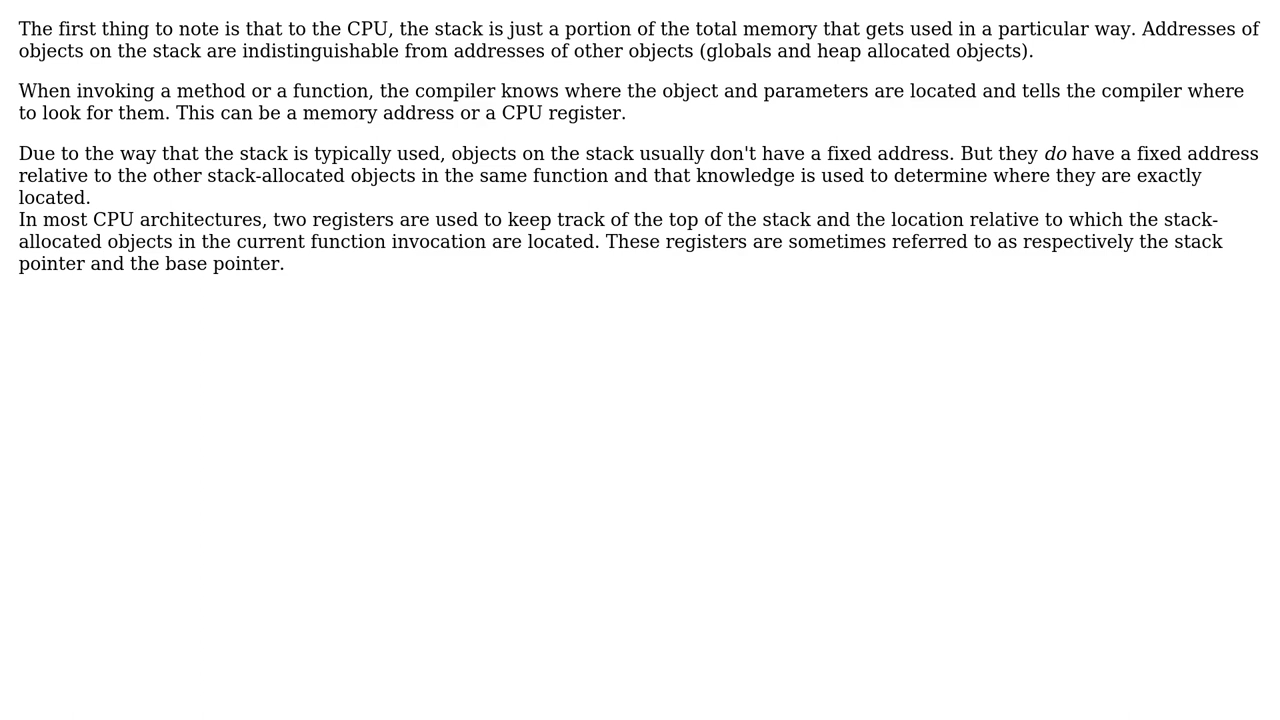 The first thing to note is that to the CPU, the stack is just a portion of the total memory that gets used in a particular way. Addresses of
objects on the stack are indistinguishable from addresses of other objects (globals and heap allocated objects).
When invoking a method or a function, the compiler knows where the object and parameters are located and tells the compiler where
to look for them. This can be a memory address or a CPU register.
Due to the way that the stack is typically used, objects on the stack usually don't have a fixed address. But they do have a fixed address
relative to the other stack-allocated objects in the same function and that knowledge is used to determine where they are exactly
located.
In most CPU architectures, two registers are used to keep track of the top of the stack and the location relative to which the stack-
allocated objects in the current function invocation are located. These registers are sometimes referred to as respectively the stack
pointer and the base pointer.